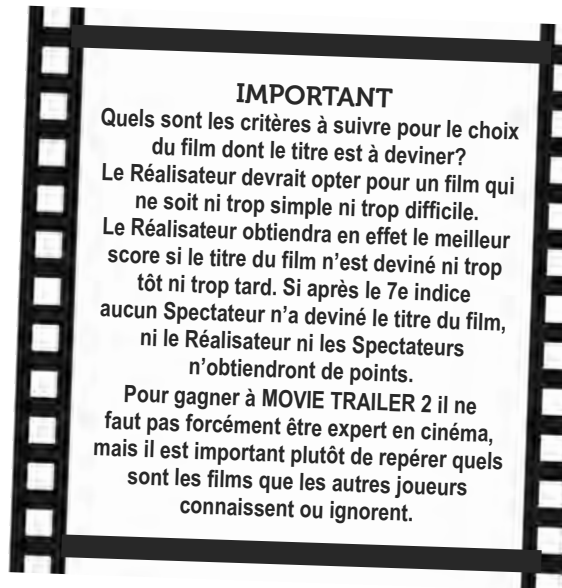 IMPORTANT
Quels sont les critères à suivre pour le choix
du film dont le titre est à deviner?
Le Réalisateur devrait opter pour un film qui
ne soit ni trop simple ni trop difficile.
Le Réalisateur obtiendra en effet le meilleur
score si le titre du film n’est deviné ni trop
tôt ni trop tard. Si après le 7e indice
aucun Spectateur n’a deviné le titre du film,
ni le Réalisateur ni les Spectateurs
n’obtiendront de points.
Pour gagner à MOVIE TRAILER 2 il ne
faut pas forcément être expert en cinéma,
mais il est important plutôt de repérer quels
sont les films que les autres joueurs
connaissent ou ignorent.